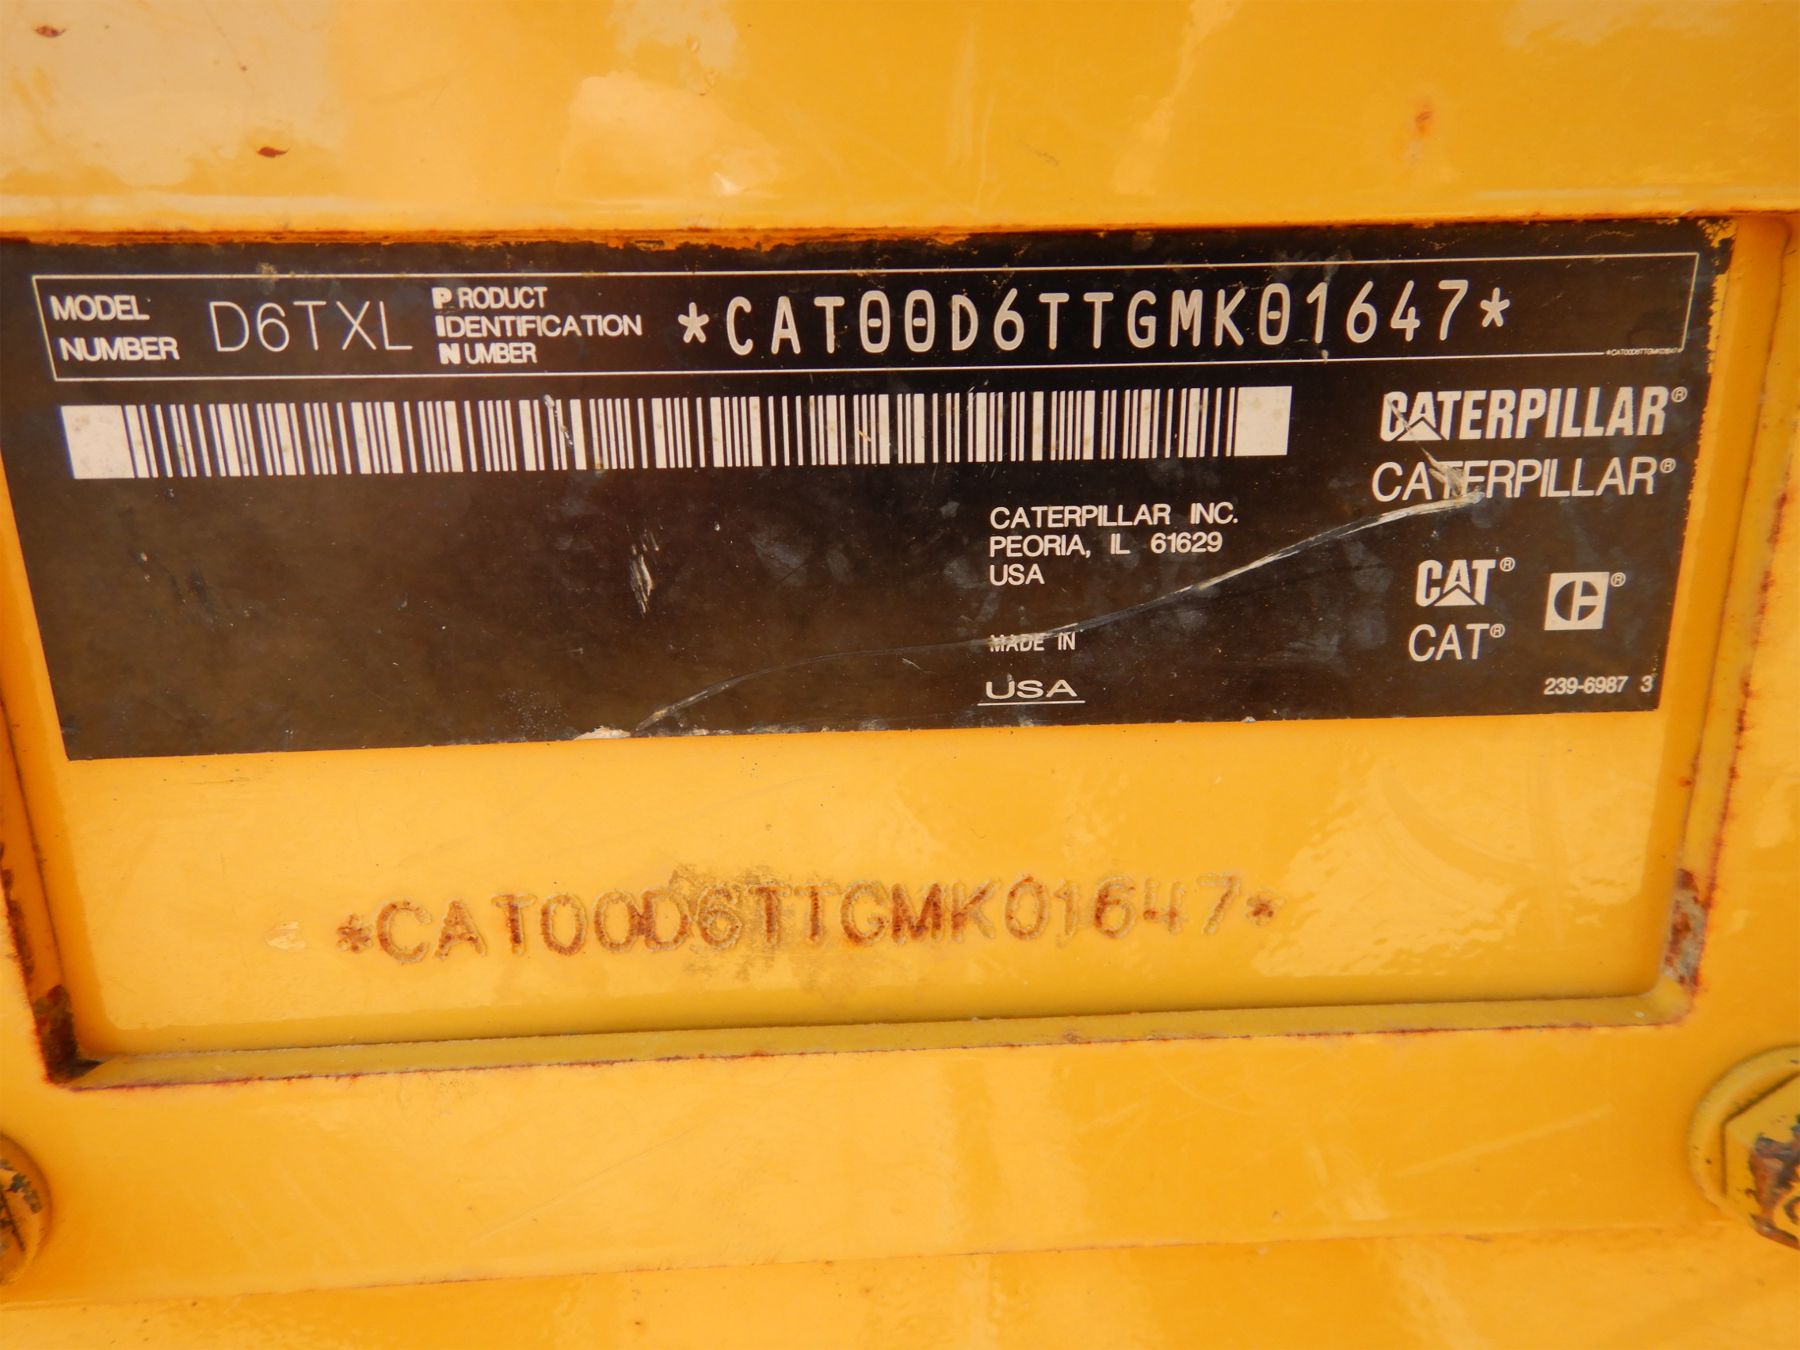 MODEL NUMBER D6TXL PRODUCT IDENTIFICATION NUMBER *CAT00D6TTGMK01647*
*CAT00D6TTGMK01647*
CATERPILLAR®
CATERPILLAR®
CATERPILLAR INC.
PEORIA, IL 61629
USA
CAT®
C®
MADE IN
CAT®
USA
239-6987 3
*CAT00D6TTGMK01647*